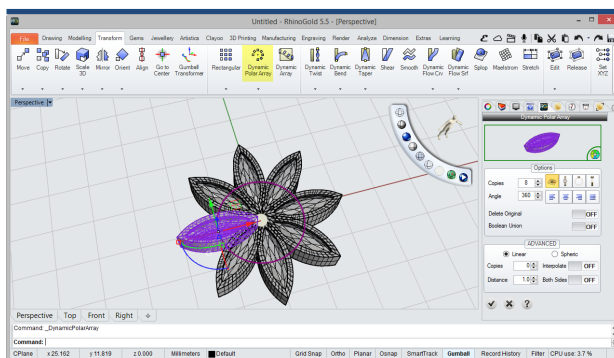 Untitled - RhinoGold 5.5 - [Perspective]
File Drawing Modelling Transform Gems Jewellery Artistics Clayoo 3D Printing Manufacturing Engraving Render Analyze Dimension Extras Learning
Move Copy Rotate Scale 3D Mirror Orient Align Go to Center Gumball Transformer Rectangular Dynamic Polar Array Dynamic Array Dynamic Twist Dynamic Bend Dynamic Taper Shear Smooth Dynamic Flow Crv Dynamic Flow Srf Splop Maelstrom Stretch Edit Release Set XYZ
Perspective
Dynamic Polar Array
Options
Copies 8
Angle 360
Delete Original OFF
Boolean Union OFF
ADVANCED
Linear Spheric
Copies 0 Interpolate OFF
Distance 1.0 Both Sides OFF
Perspective Top Front Right
Command: _DynamicPolarArray
Command:
CPlane x 25.162 y 11.819 z 0.000 Millimeters Default Grid Snap Ortho Planar Osnap SmartTrack Gumball Record History Filter CPU use: 3.7 %